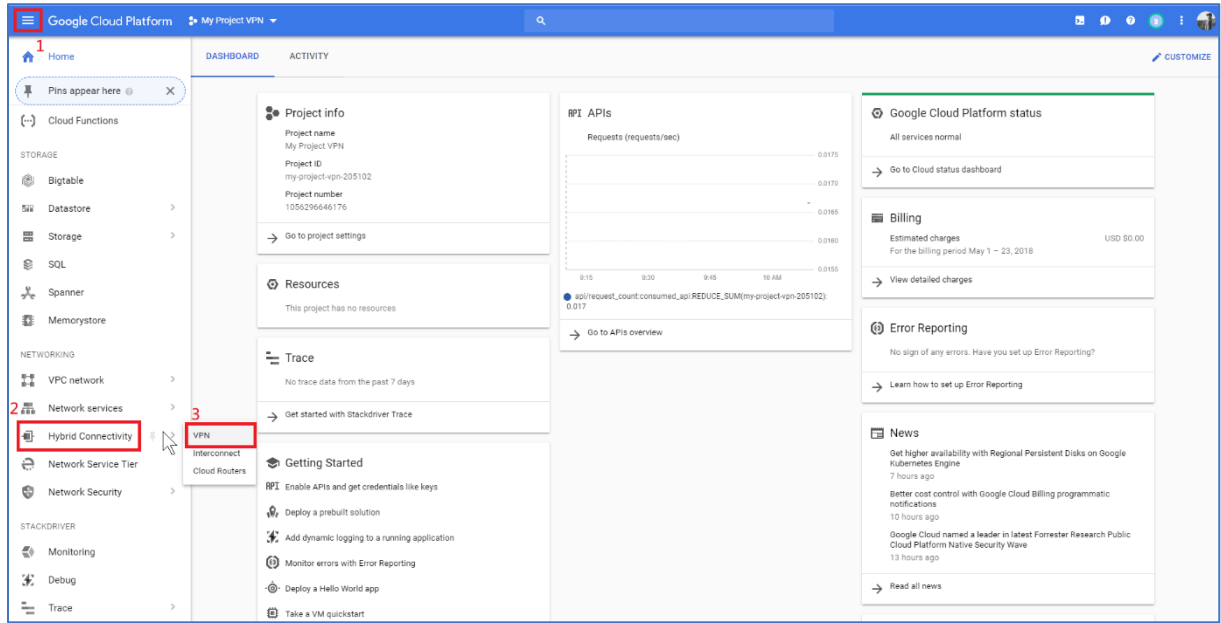 Google Cloud Platform
My Project VPN
1
Home
Pins appear here
Cloud Functions
STORAGE
Bigtable
Datastore
Storage
SQL
Spanner
Memorystore
NETWORKING
VPC network
2
Network services
Hybrid Connectivity
Network Service Tier
Network Security
STACKDRIVER
Monitoring
Debug
Trace
3
VPN
Interconnect
Cloud Routers
DASHBOARD
ACTIVITY
CUSTOMIZE
Project info
Project name
My Project VPN
Project ID
my-project-vpn-205102
Project number
1056296646176
Go to project settings
Resources
This project has no resources
Trace
No trace data from the past 7 days
Get started with Stackdriver Trace
Getting Started
API Enable APIs and get credentials like keys
Deploy a prebuilt solution
Add dynamic logging to a running application
Monitor errors with Error Reporting
Deploy a Hello World app
Take a VM quickstart
API APIs
Requests (requests/sec)
0.0175
0.0170
0.0165
0.0160
0.0155
9:15 9:30 9:45 10 AM
api/request_count:consumed_api:REDUCE_SUM(my-project-vpn-205102):
0.017
Go to APIs overview
Google Cloud Platform status
All services normal
Go to Cloud status dashboard
Billing
Estimated charges USD $0.00
For the billing period May 1 – 23, 2018
View detailed charges
Error Reporting
No sign of any errors. Have you set up Error Reporting?
Learn how to set up Error Reporting
News
Get higher availability with Regional Persistent Disks on Google
Kubernetes Engine
7 hours ago
Better cost control with Google Cloud Billing programmatic
notifications
10 hours ago
Google Cloud named a leader in latest Forrester Research Public
Cloud Platform Native Security Wave
13 hours ago
Read all news